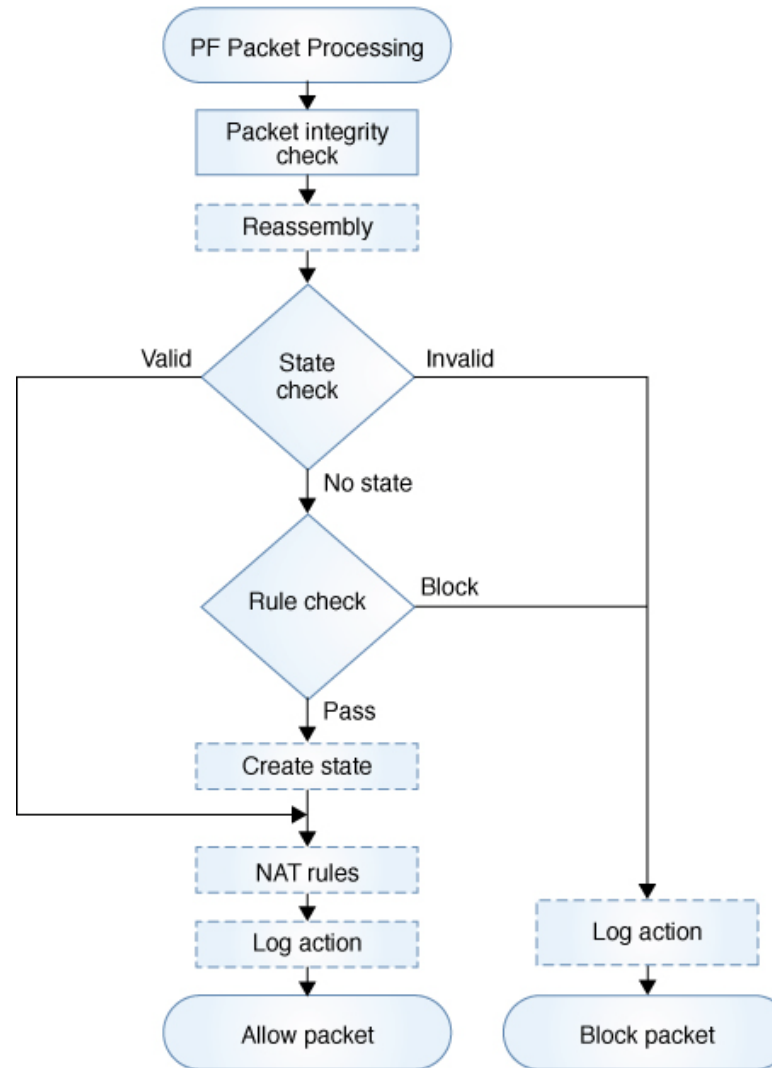 PF Packet Processing
Packet integrity
check
Reassembly
Valid
State
check
Invalid
No state
Rule check
Block
Pass
Create state
NAT rules
Log action
Allow packet
Log action
Block packet